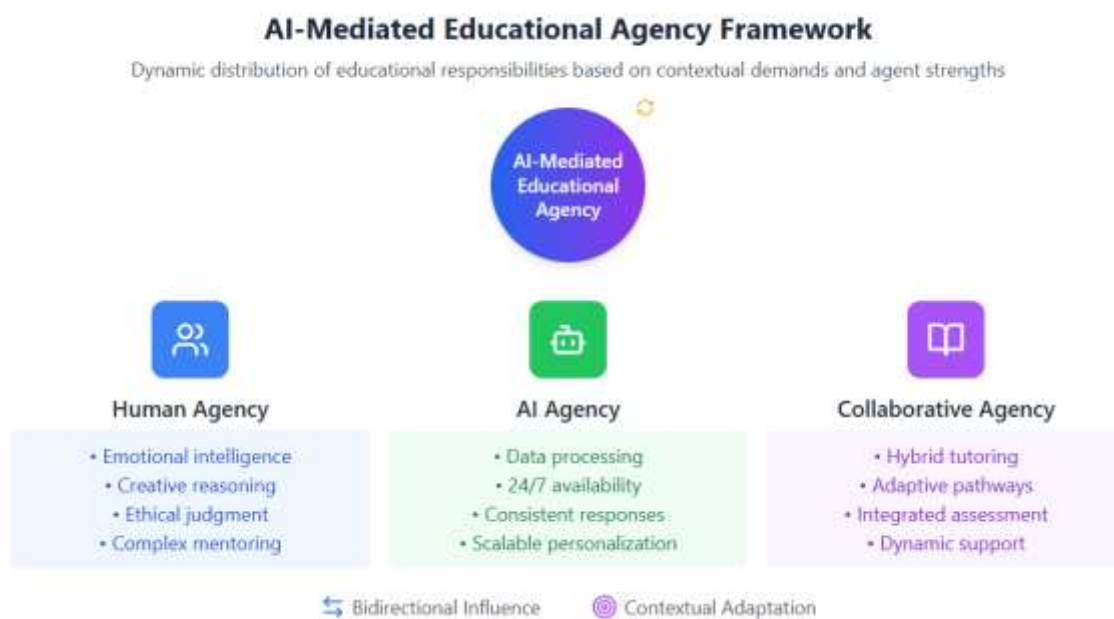 AI-Mediated Educational Agency Framework
Dynamic distribution of educational responsibilities based on contextual demands and agent strengths
AI-Mediated
Educational
Agency
Human Agency
• Emotional intelligence
• Creative reasoning
• Ethical judgment
• Complex mentoring
AI Agency
• Data processing
• 24/7 availability
• Consistent responses
• Scalable personalization
Collaborative Agency
• Hybrid tutoring
• Adaptive pathways
• Integrated assessment
• Dynamic support
Bidirectional Influence
Contextual Adaptation